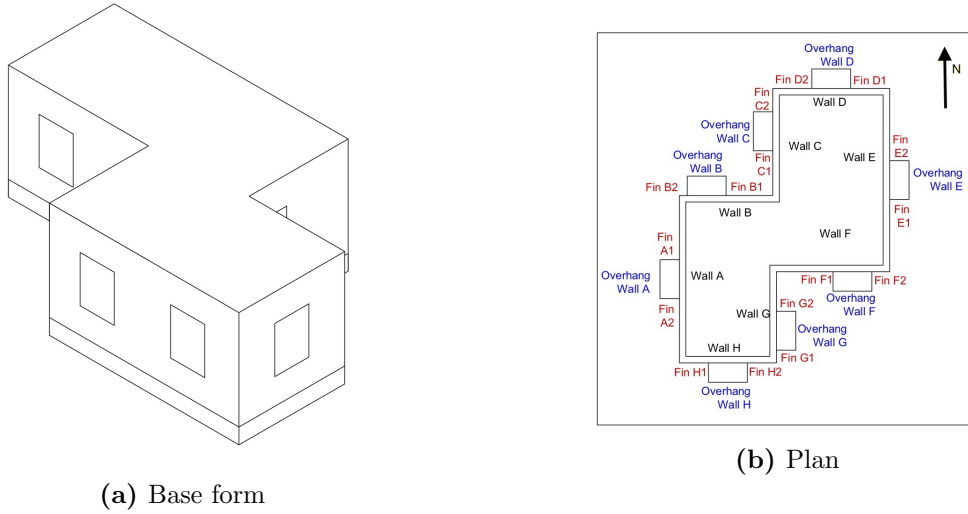 Overhang
Wall D
N
Fin D2
Fin D1
Fin
C2
Wall D
Overhang
Wall C
Wall C
Wall E
Fin
E2
Fin
C1
Overhang
Wall B
Overhang
Wall E
Fin B2
Fin B1
Wall B
Fin
E1
Fin
A1
Wall F
Overhang
Wall A
Wall A
Fin F1
Fin F2
Overhang
Wall F
Fin
A2
Wall G
Fin G2
Overhang
Wall G
Wall H
Fin G1
Fin H1
Fin H2
Overhang
Wall H
(a) Base form
(b) Plan